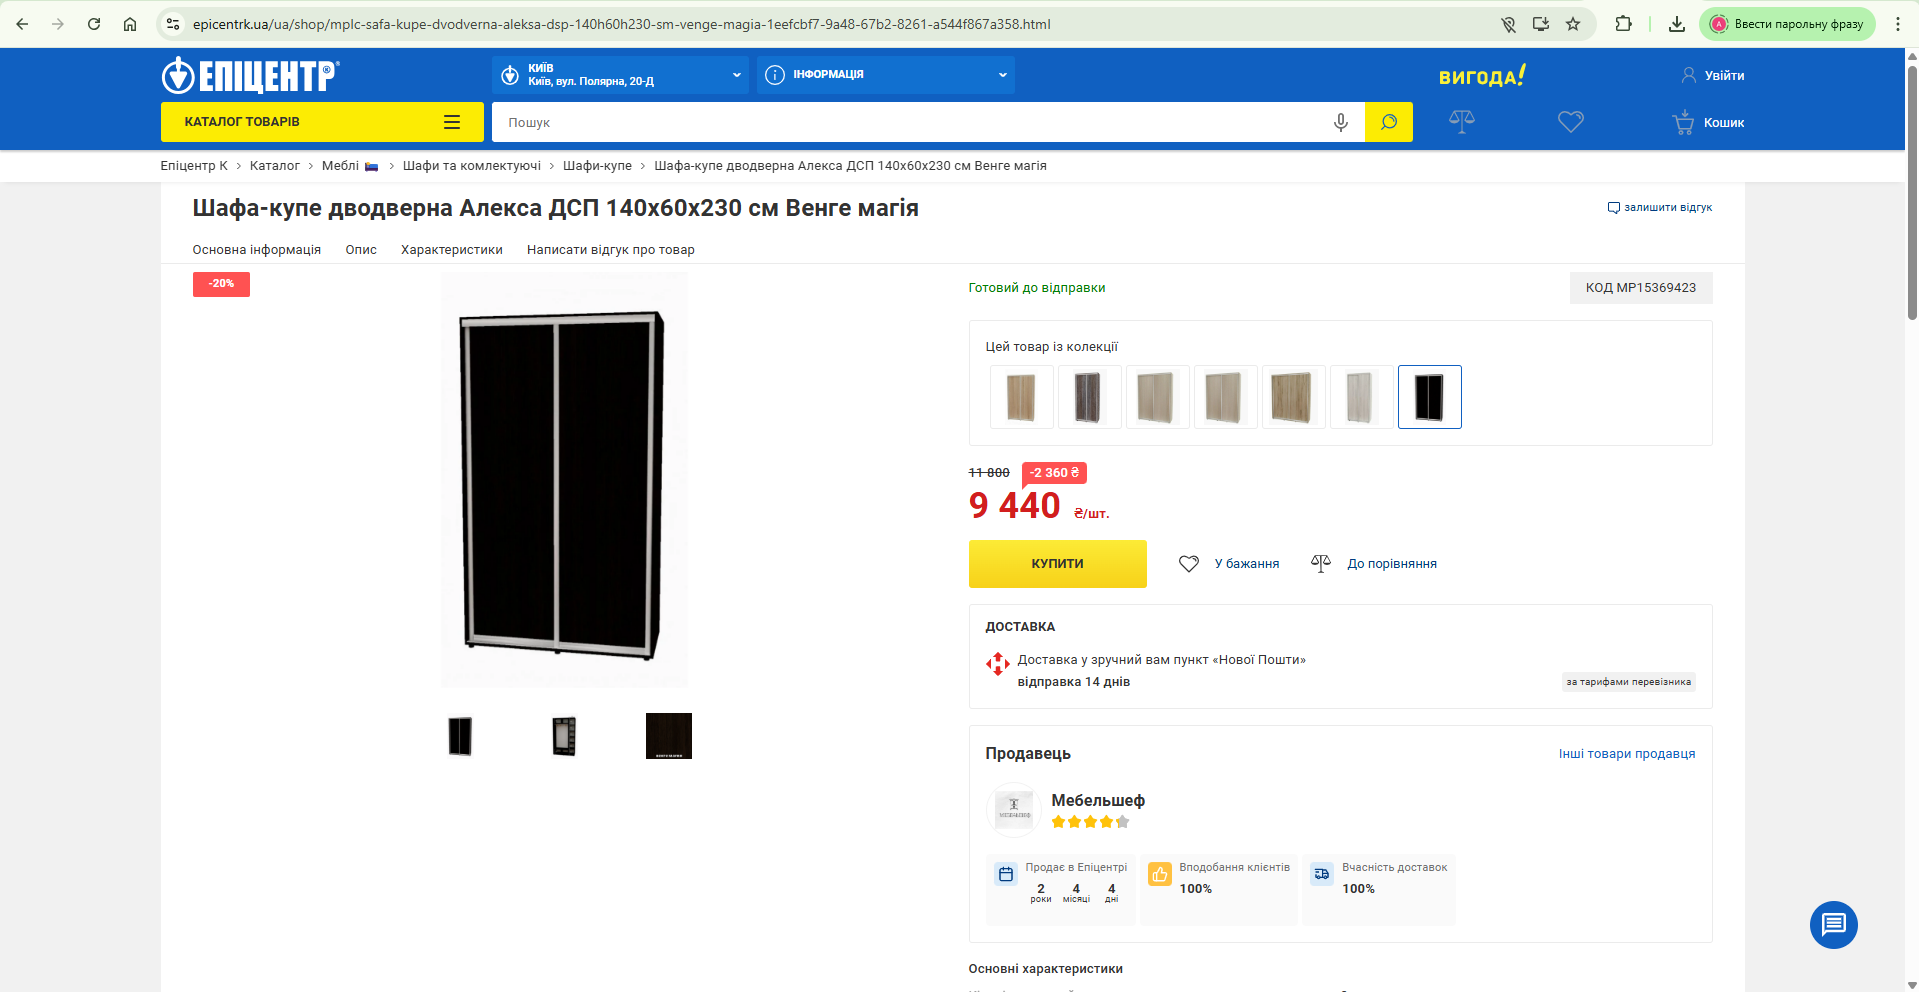 epicentrk.ua/ua/shop/mplc-safa-kupe-dvodverna-aleksa-dsp-140h60h230-sm-venge-magia-1eefcbf7-9a48-67b2-8261-a544f867a358.html
Ввести парольну фразу
ЕПІЦЕНТР®
КИЇВ
Київ, вул. Полярна, 20-Д
ІНФОРМАЦІЯ
ВИГОДА!
Увійти
КАТАЛОГ ТОВАРІВ
Пошук
Кошик
Епіцентр К > Каталог > Меблі > Шафи та комлектуючі > Шафи-купе > Шафа-купе дводверна Алекса ДСП 140x60x230 см Венге магія
Шафа-купе дводверна Алекса ДСП 140x60x230 см Венге магія
залишити відгук
Основна інформація Опис Характеристики Написати відгук про товар
-20%
Готовий до відправки
КОД MP15369423
Цей товар із колекції
11 800
-2 360 ₴
9 440 ₴/шт.
КУПИТИ
У бажання
До порівняння
ДОСТАВКА
Доставка у зручний вам пункт «Нової Пошти»
відправка 14 днів
за тарифами перевізника
Продавець
Інші товари продавця
Мебельшеф
Продає в Епіцентрі
2 4 4
роки місяці дні
Вподобання клієнтів
100%
Вчасність доставок
100%
Основні характеристики